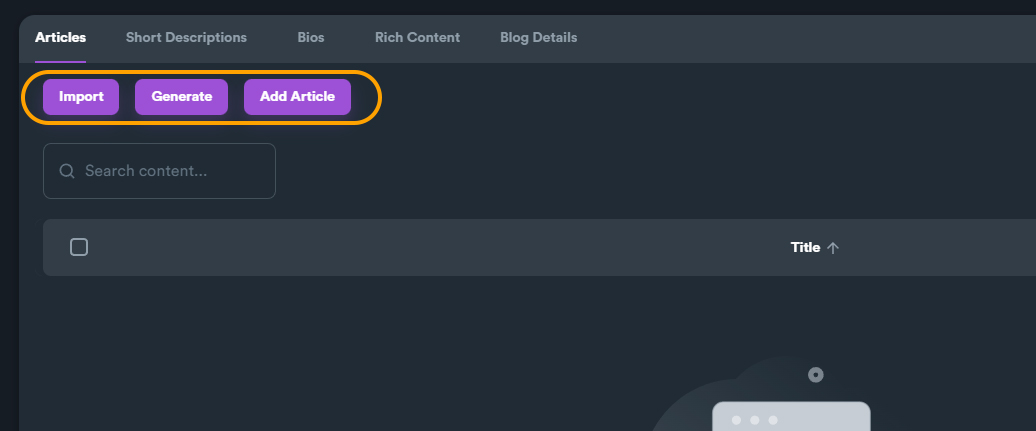 Articles Short Descriptions Bios Rich Content Blog Details
Import Generate Add Article
Search content...
Title